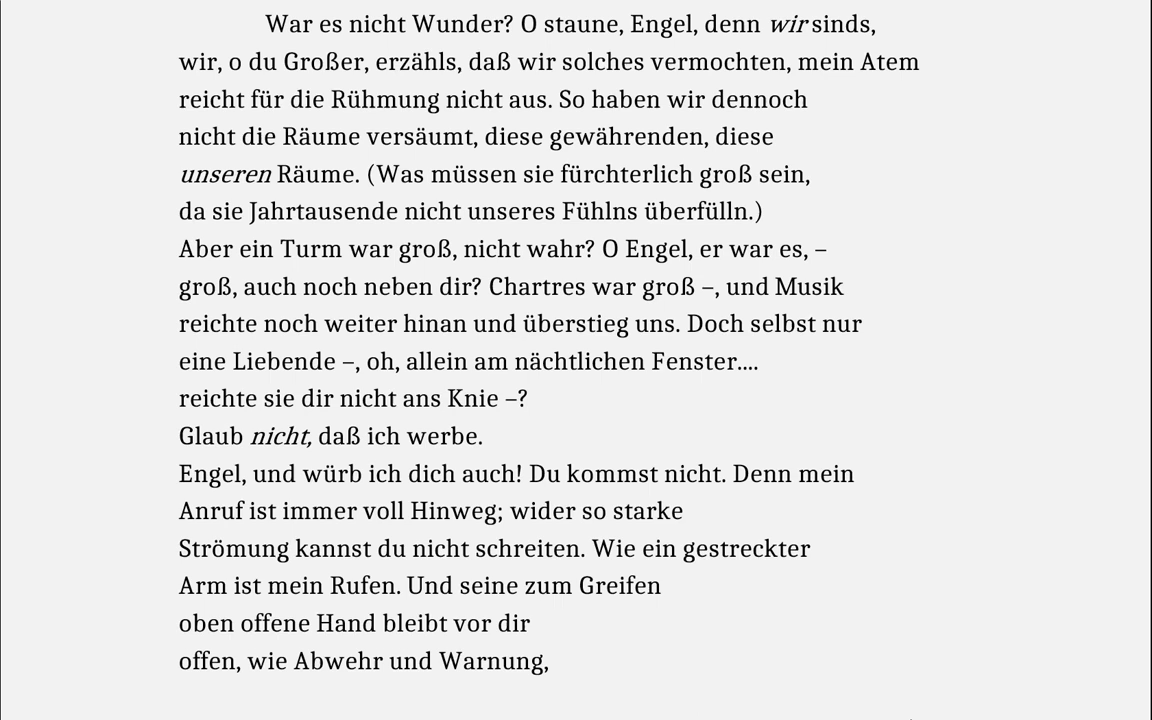 War es nicht Wunder? O staune, Engel, denn wir sinds,
wir, o du Großer, erzähls, daß wir solches vermochten, mein Atem
reicht für die Rühmung nicht aus. So haben wir dennoch
nicht die Räume versäumt, diese gewährenden, diese
unseren Räume. (Was müssen sie fürchterlich groß sein,
da sie Jahrtausende nicht unseres Fühlns überfülln.)
Aber ein Turm war groß, nicht wahr? O Engel, er war es, –
groß, auch noch neben dir? Chartres war groß –, und Musik
reichte noch weiter hinan und überstieg uns. Doch selbst nur
eine Liebende –, oh, allein am nächtlichen Fenster....
reichte sie dir nicht ans Knie –?
Glaub nicht, daß ich werbe.
Engel, und würb ich dich auch! Du kommst nicht. Denn mein
Anruf ist immer voll Hinweg; wider so starke
Strömung kannst du nicht schreiten. Wie ein gestreckter
Arm ist mein Rufen. Und seine zum Greifen
oben offene Hand bleibt vor dir
offen, wie Abwehr und Warnung,